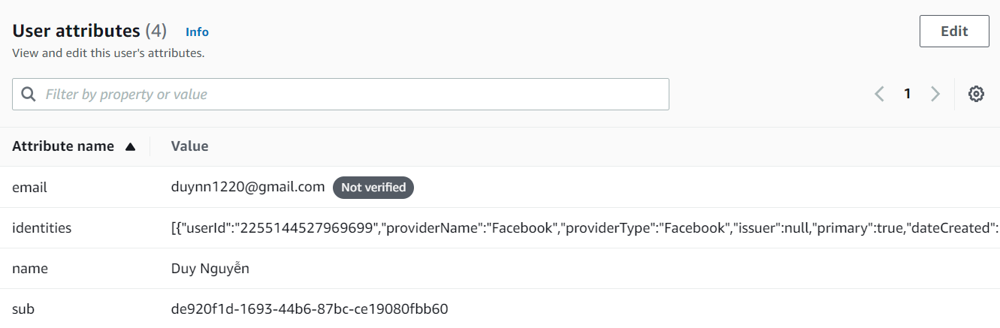 User attributes (4) Info Edit
View and edit this user's attributes.
Filter by property or value 1
Attribute name Value
email duynn1220@gmail.com Not verified
identities [{"userId":"2255144527969699","providerName":"Facebook","providerType":"Facebook","issuer":null,"primary":true,"dateCreated":
name Duy Nguyễn
sub de920f1d-1693-44b6-87bc-ce19080fbb60